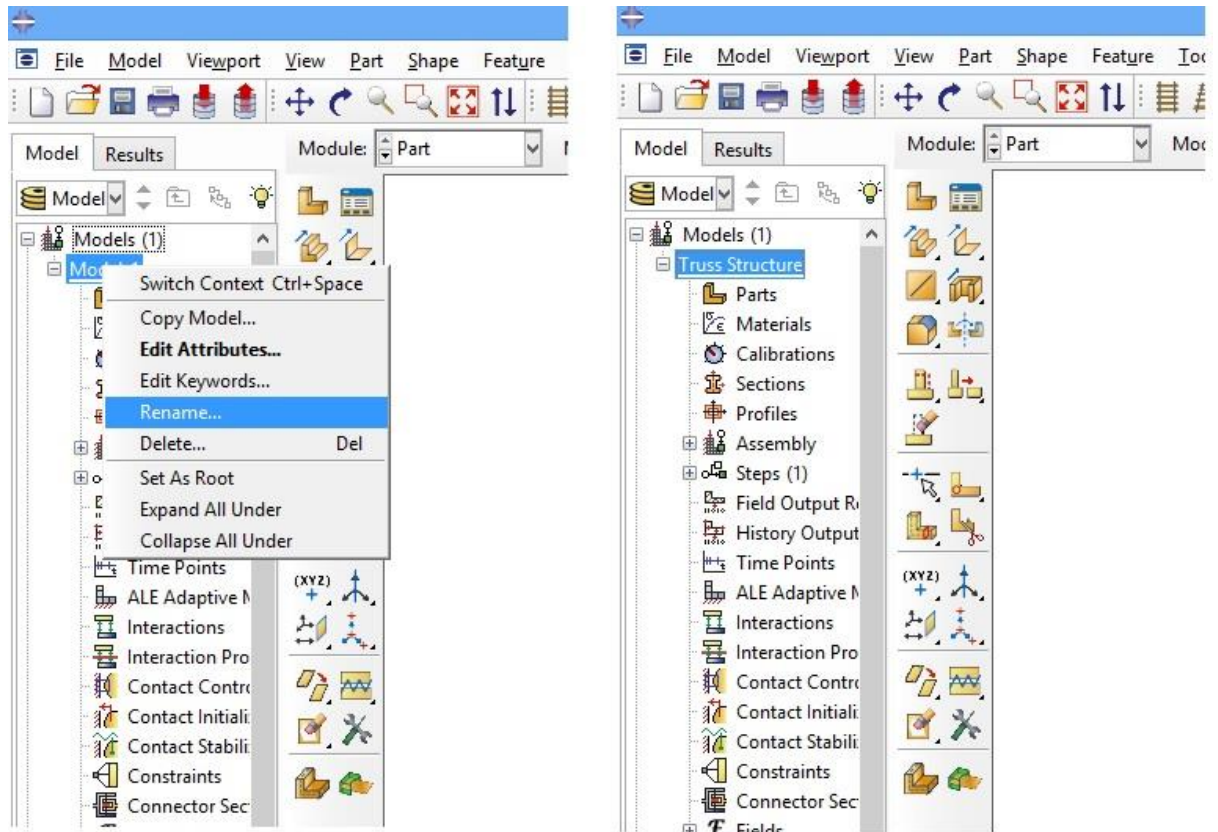 File Model Viewport View Part Shape Feature
Model Results Module: Part
Model
Models (1)
Switch Context Ctrl+Space
Copy Model...
Edit Attributes...
Edit Keywords...
Rename...
Delete... Del
Set As Root
Expand All Under
Collapse All Under
Time Points
(XYZ)
ALE Adaptive
Interactions
Interaction Pro
Contact Contro
Contact Initiali
Contact Stabili
Constraints
Connector Sec
File Model Viewport View Part Shape Feature Too
Model Results Module: Part Mod
Model
Models (1)
Truss Structure
Parts
Materials
Calibrations
Sections
Profiles
Assembly
Steps (1)
Field Output Re
History Output
Time Points
(XYZ)
ALE Adaptive
Interactions
Interaction Pro
Contact Contro
Contact Initiali
Contact Stabili
Constraints
Connector Sec
Fields